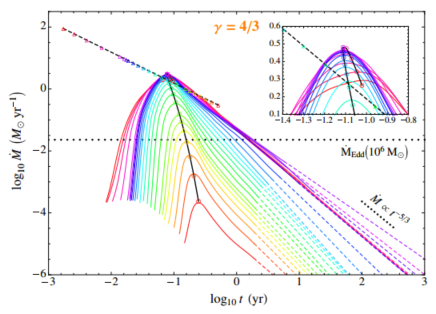 γ = 4/3
0.6
0.5
0.4
0.3
0.2
0.1
-1.4 -1.3 -1.2 -1.1 -1.0 -0.9 -0.8
2
0
-2
-4
-6
log₁₀ Ṁ (M⊙ yr⁻¹)
Ṁ_Edd(10⁶ M⊙)
Ṁ ∝ t⁻⁵/³
-3 -2 -1 0 1 2 3
log₁₀ t (yr)